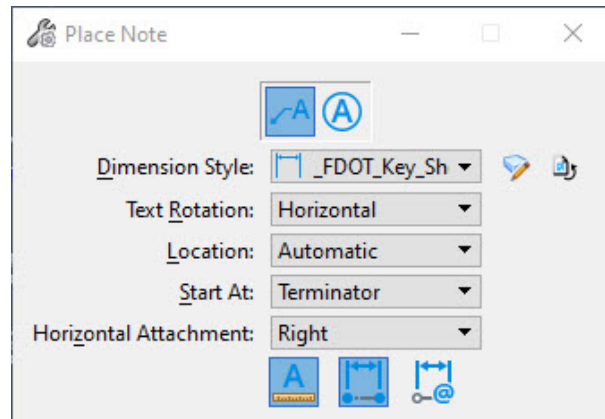 Place Note
A A
Dimension Style: _FDOT_Key_Sh
Text Rotation: Horizontal
Location: Automatic
Start At: Terminator
Horizontal Attachment: Right
A @